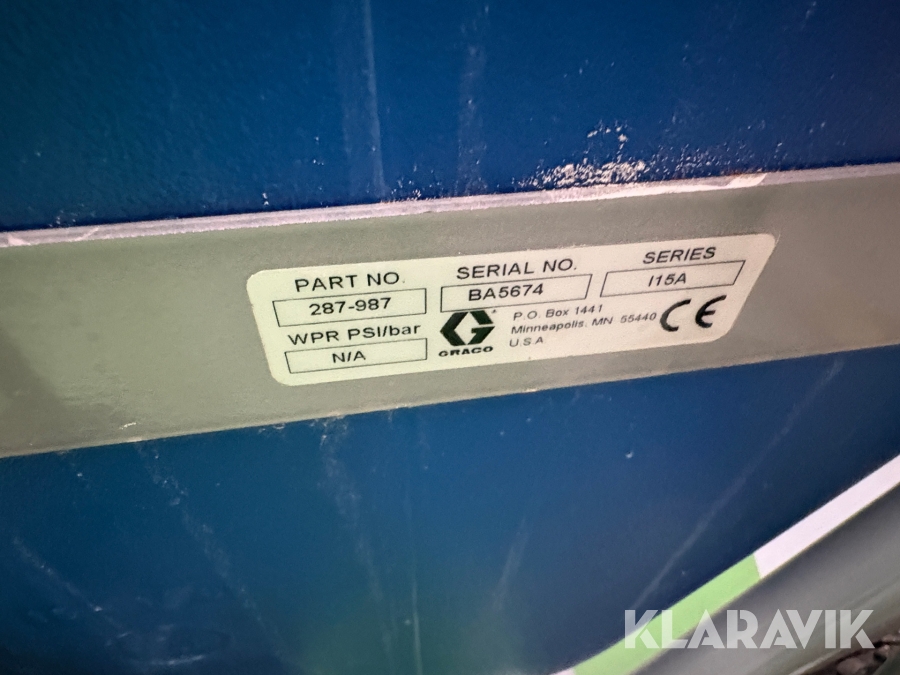 PART NO.
287-987
WPR PSI/bar
N/A
SERIAL NO.
BA5674
SERIES
I15A
GRACO
P.O. Box 1441
Minneapolis, MN 55440
U.S.A
CE
KLARAVIK